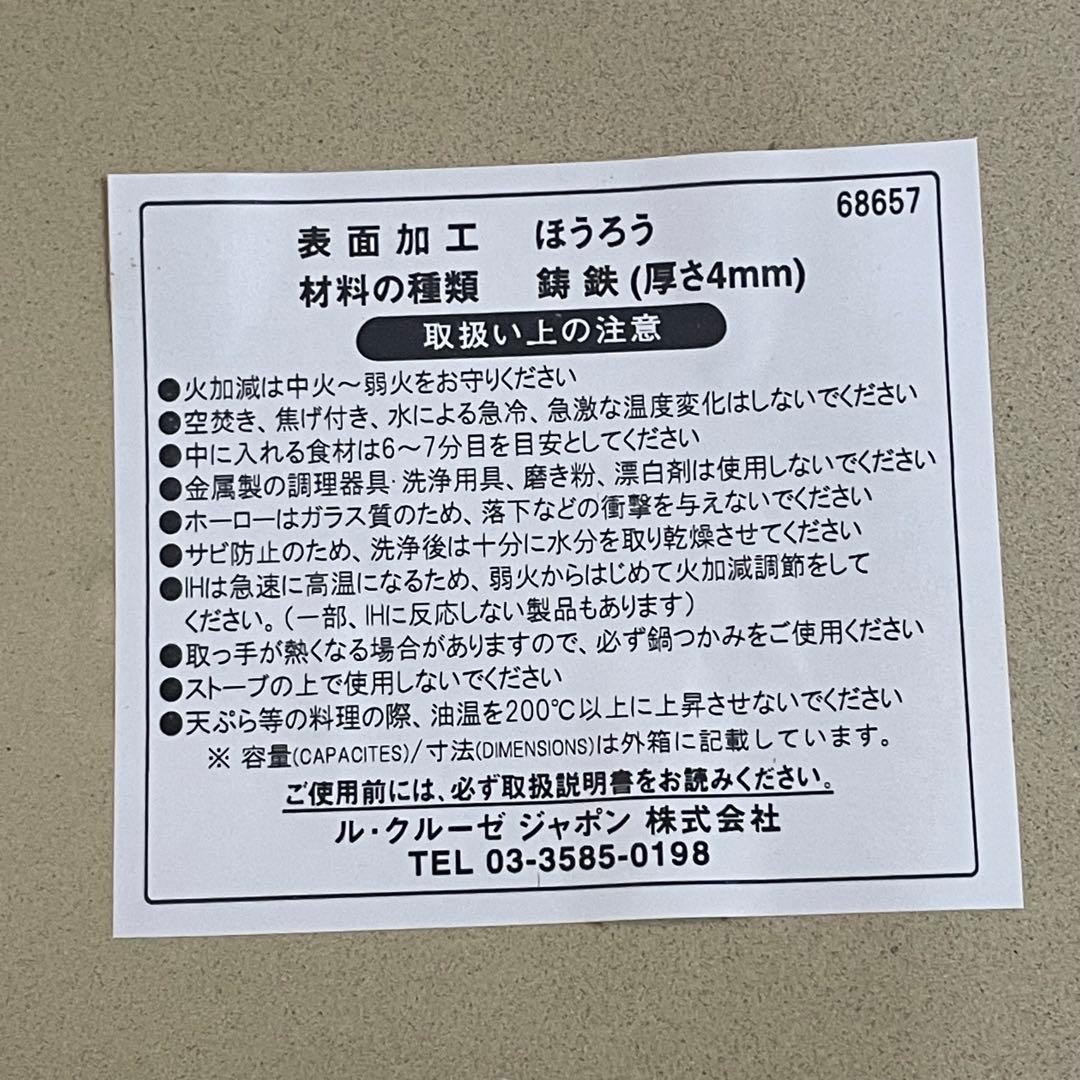 68657
表面加工 ほうろう
材料の種類 鋳鉄(厚さ4mm)
取扱い上の注意
●火加減は中火～弱火をお守りください
●空焚き、焦げ付き、水による急冷、急激な温度変化はしないでください
●中に入れる食材は6～7分目を目安としてください
●金属製の調理器具・洗浄用具、磨き粉、漂白剤は使用しないでください
●ホーローはガラス質のため、落下などの衝撃を与えないでください
●サビ防止のため、洗浄後は十分に水分を取り乾燥させてください
●IHは急速に高温になるため、弱火からはじめて火加減調節をして
ください。(一部、IHに反応しない製品もあります)
●取っ手が熱くなる場合がありますので、必ず鍋つかみをご使用ください
●ストーブの上で使用しないでください
●天ぷら等の料理の際、油温を200℃以上に上昇させないでください
※ 容量(CAPACITES)/寸法(DIMENSIONS)は外箱に記載しています。
ご使用前には、必ず取扱説明書をお読みください。
ル・クルーゼ ジャポン 株式会社
TEL 03-3585-0198